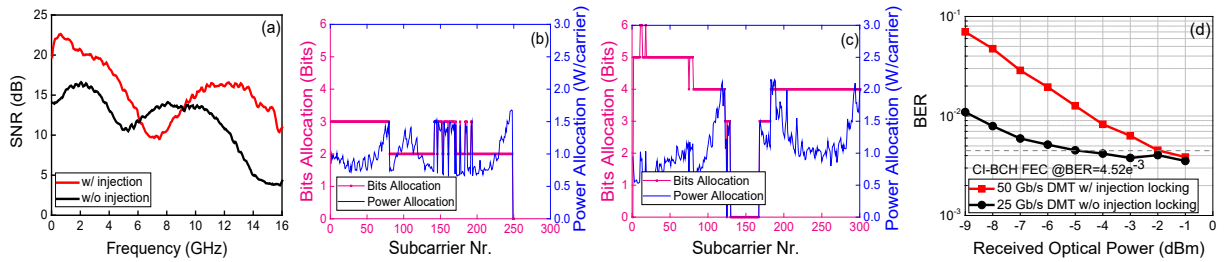 (a)
SNR (dB)
25
20
15
10
5
0
w/ injection
w/o injection
0 2 4 6 8 10 12 14 16
Frequency (GHz)
(b)
Bits Allocation (Bits)
6
5
4
3
2
1
0
Bits Allocation
Power Allocation
0 50 100 150 200 250 300
Subcarrier Nr.
3.0
2.5
2.0
1.5
1.0
0.5
0.0
Power Allocation (W/carrier)
(c)
Bits Allocation (Bits)
6
5
4
3
2
1
0
Bits Allocation
Power Allocation
0 50 100 150 200 250 300
Subcarrier Nr.
3.0
2.5
2.0
1.5
1.0
0.5
0.0
Power Allocation (W/carrier)
(d)
BER
10-1
10-2
10-3
CI-BCH FEC @BER=4.52e-3
50 Gb/s DMT w/ injection locking
25 Gb/s DMT w/o injection locking
-9 -8 -7 -6 -5 -4 -3 -2 -1 0
Received Optical Power (dBm)